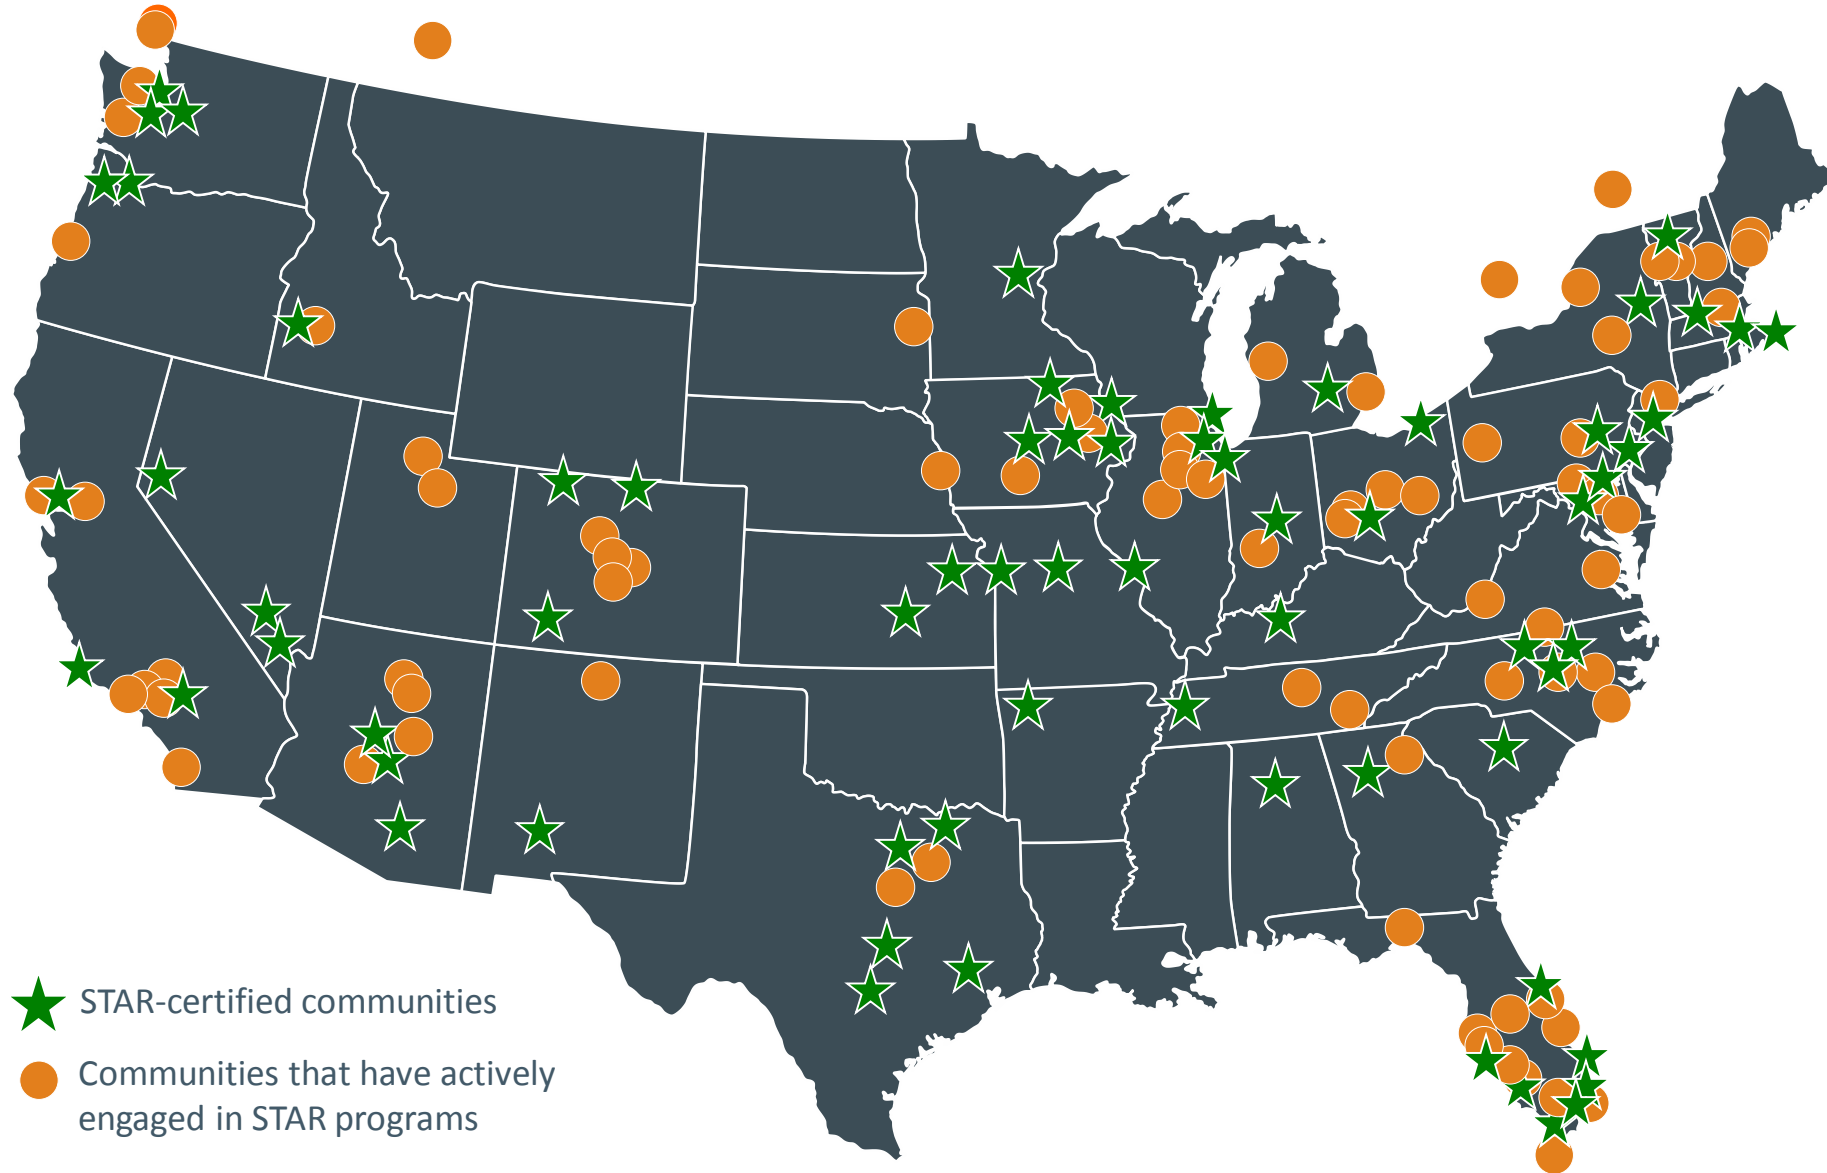 STAR-certified communities
Communities that have actively
engaged in STAR programs